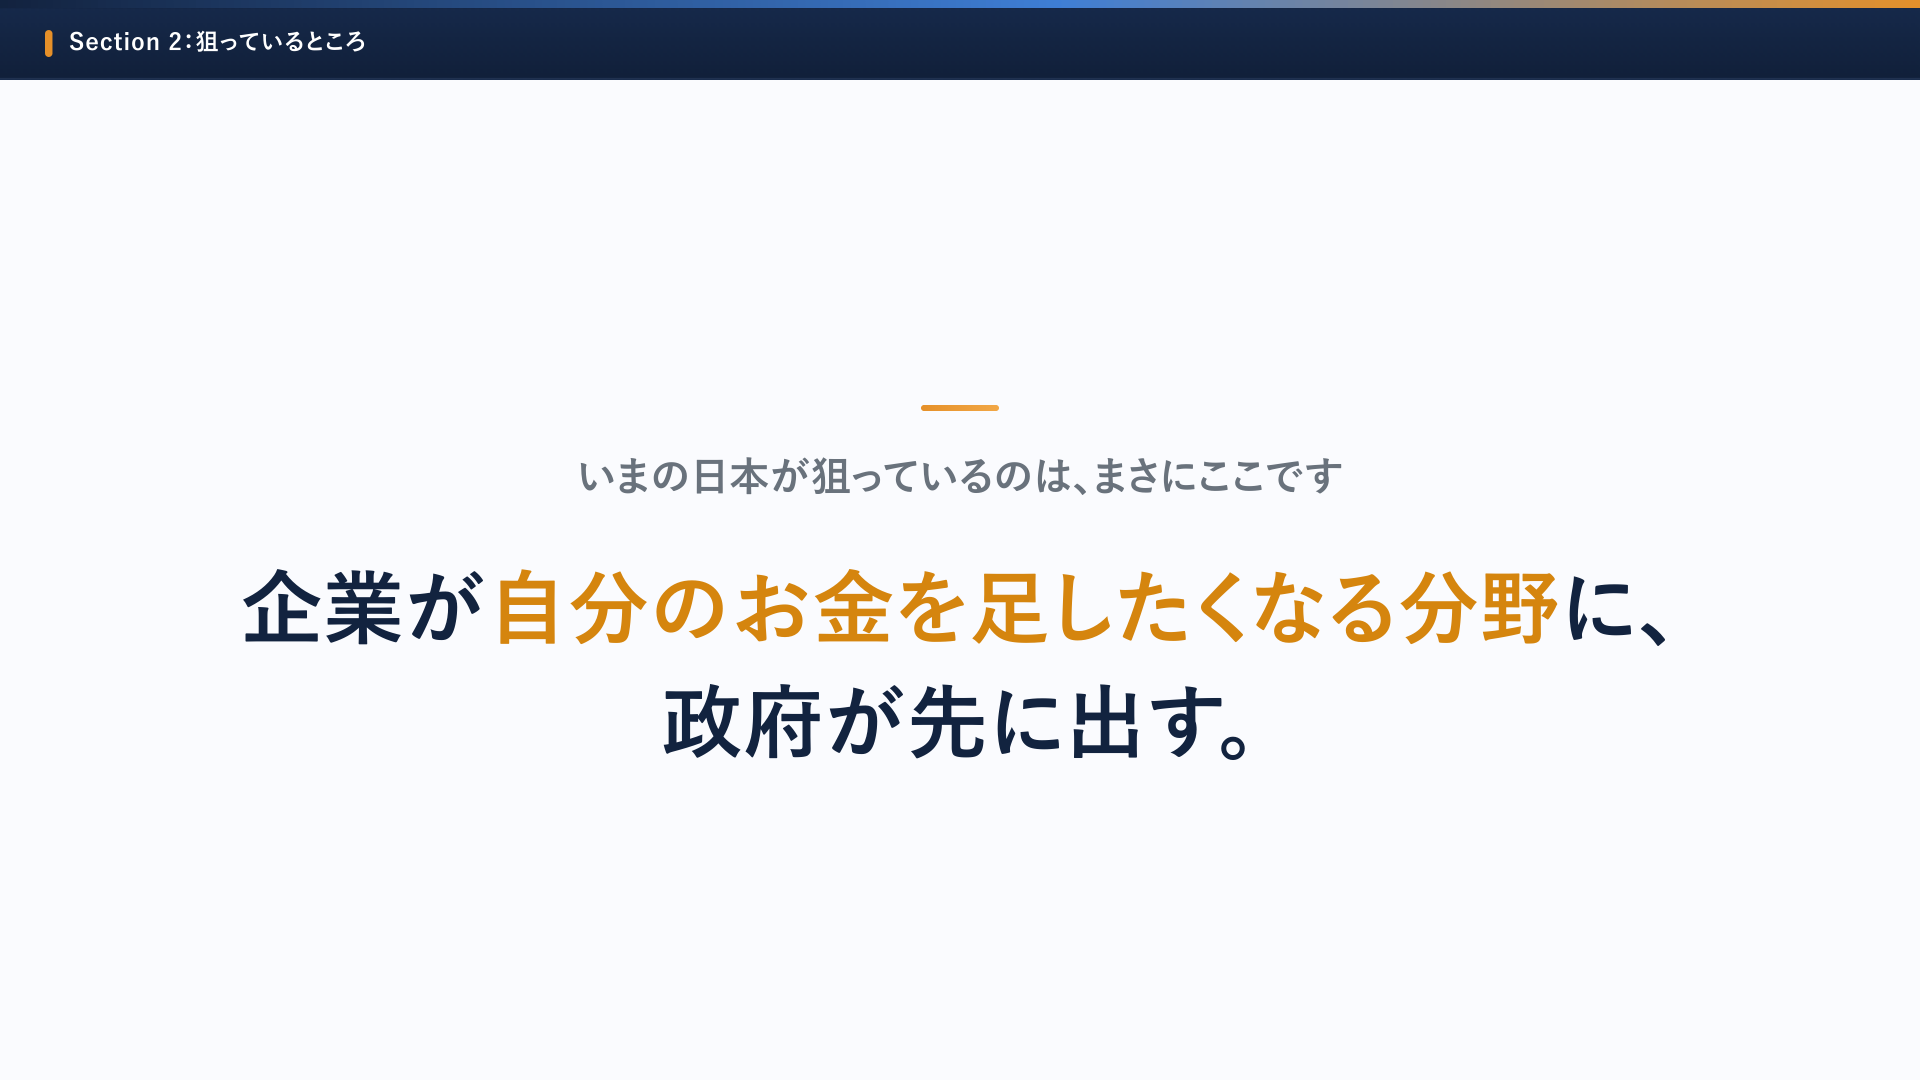 Section 2：狙っているところ
いまの日本が狙っているのは、まさにここです
企業が自分のお金を足したくなる分野に、
政府が先に出す。